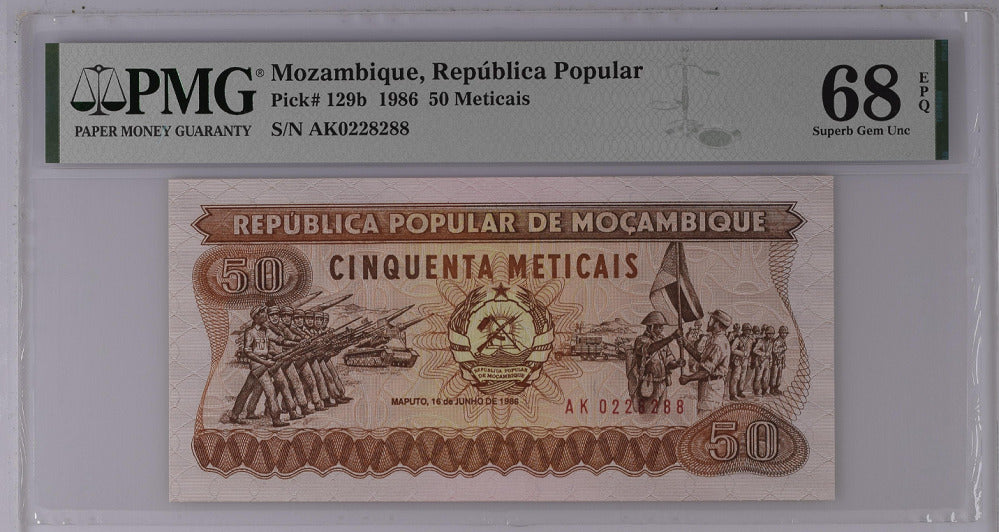 PMG®
PAPER MONEY GUARANTY
Mozambique, República Popular
Pick# 129b 1986 50 Meticais
S/N AK0228288
68 EPQ
Superb Gem Unc
REPÚBLICA POPULAR DE MOÇAMBIQUE
50
CINQUENTA METICAIS
REPÚBLICA POPULAR
DE MOÇAMBIQUE
MAPUTO, 16 de JUNHO DE 1986
AK 0228288
50